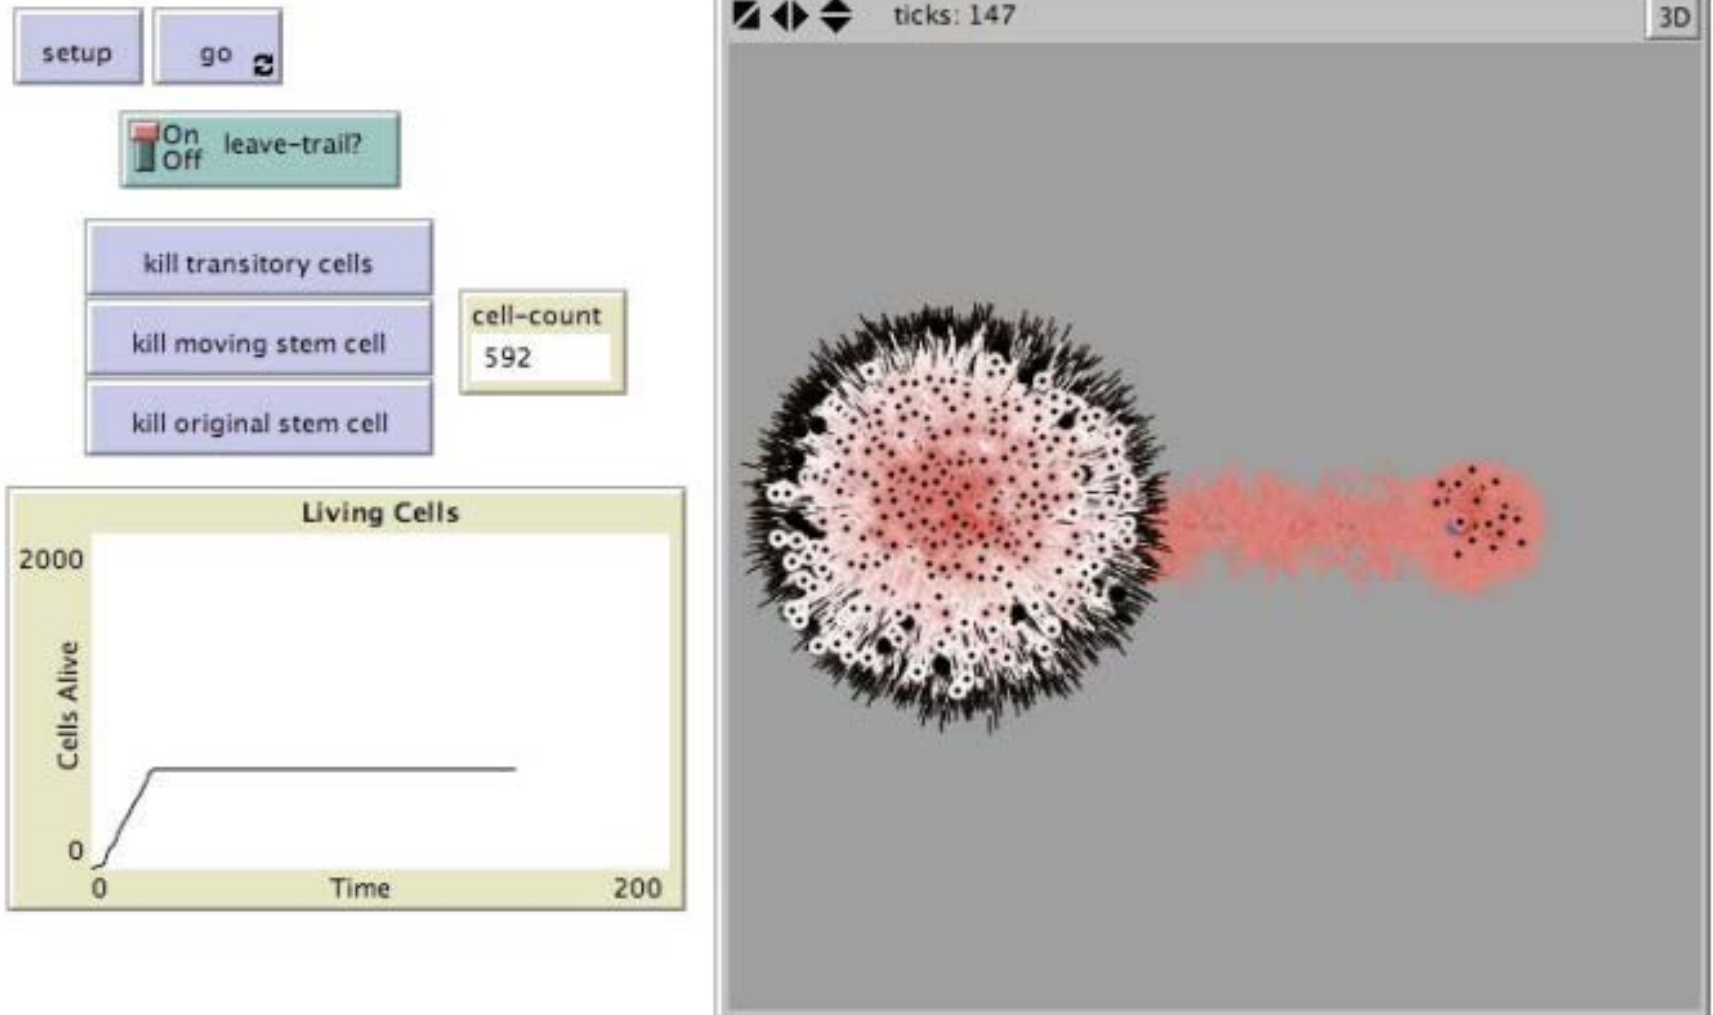 setup
go
ticks: 147
3D
On
Off
leave-trail?
kill transitory cells
kill moving stem cell
kill original stem cell
cell-count
592
Living Cells
2000
Cells Alive
0
0
Time
200